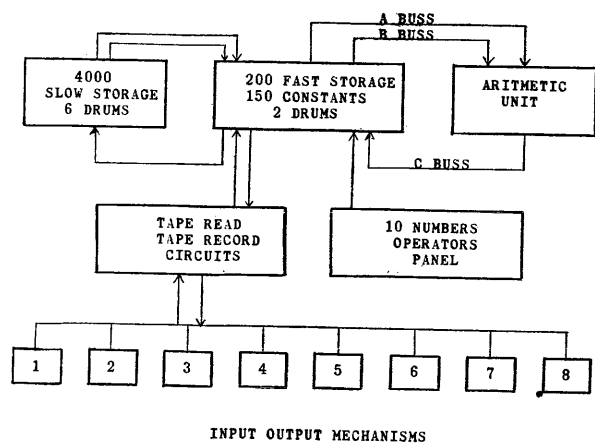 A BUSS
B BUSS
4000
SLOW STORAGE
6 DRUMS
200 FAST STORAGE
150 CONSTANTS
2 DRUMS
ARITMETIC
UNIT
C BUSS
TAPE READ
TAPE RECORD
CIRCUITS
10 NUMBERS
OPERATORS
PANEL
1 2 3 4 5 6 7 8
INPUT OUTPUT MECHANISMS